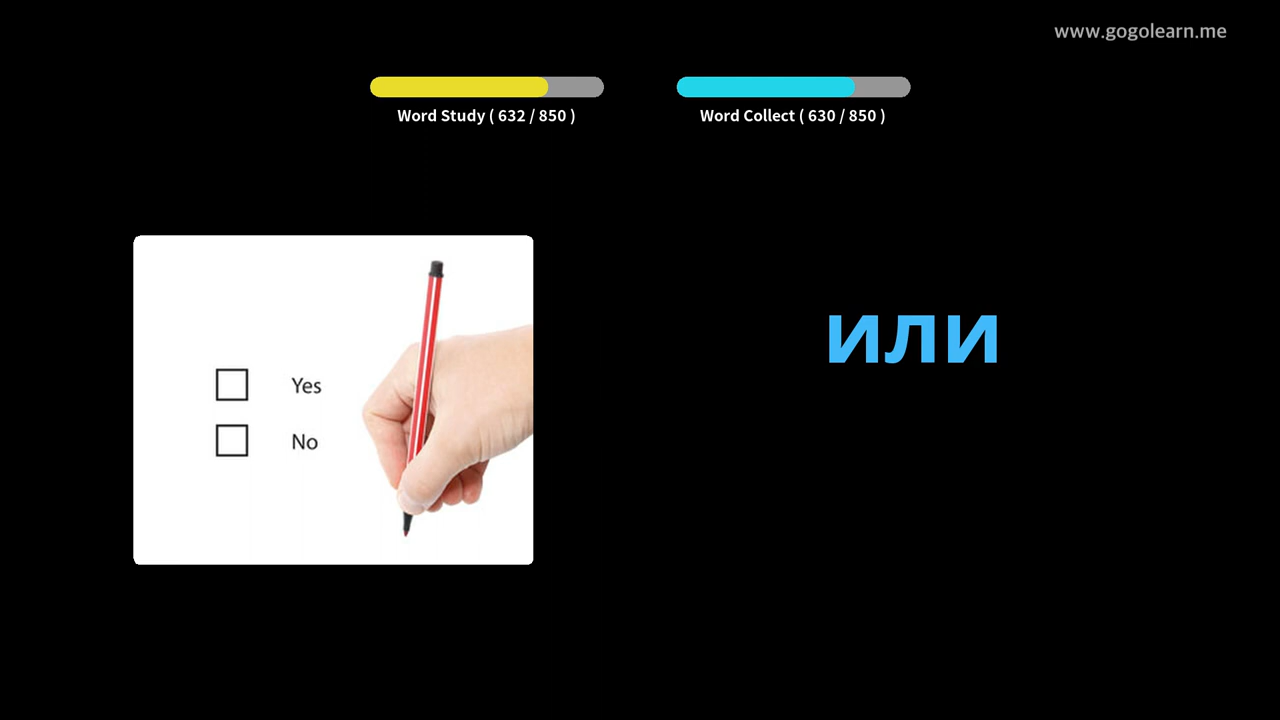 www.gogolearn.me
Word Study ( 632 / 850 )
Word Collect ( 630 / 850 )
Yes
No
или